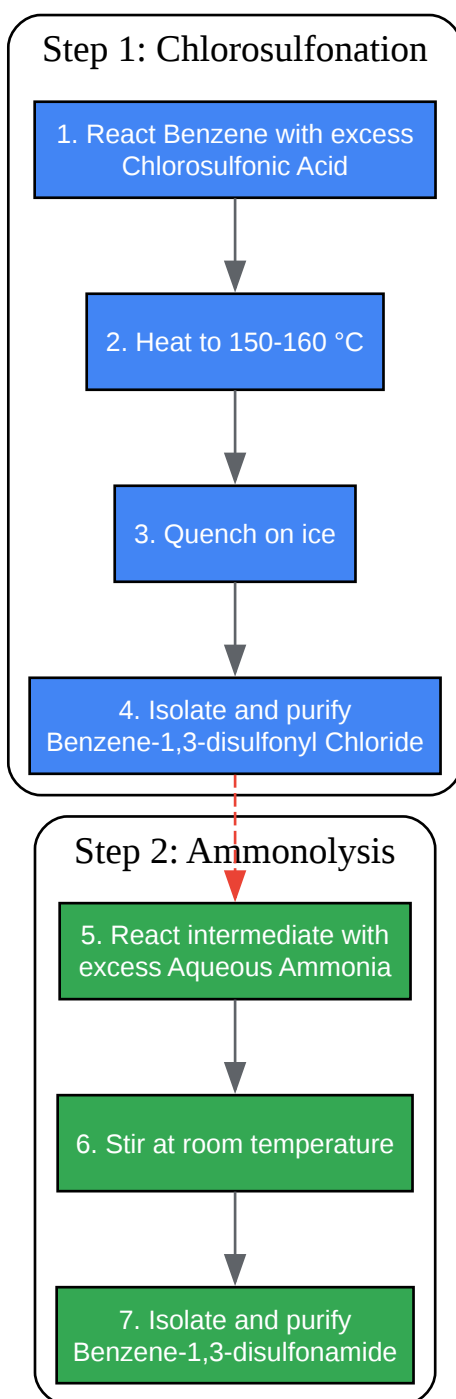 Step 1: Chlorosulfonation
1. React Benzene with excess
Chlorosulfonic Acid
2. Heat to 150-160 °C
3. Quench on ice
4. Isolate and purify
Benzene-1,3-disulfonyl Chloride
Step 2: Ammonolysis
5. React intermediate with
excess Aqueous Ammonia
6. Stir at room temperature
7. Isolate and purify
Benzene-1,3-disulfonamide